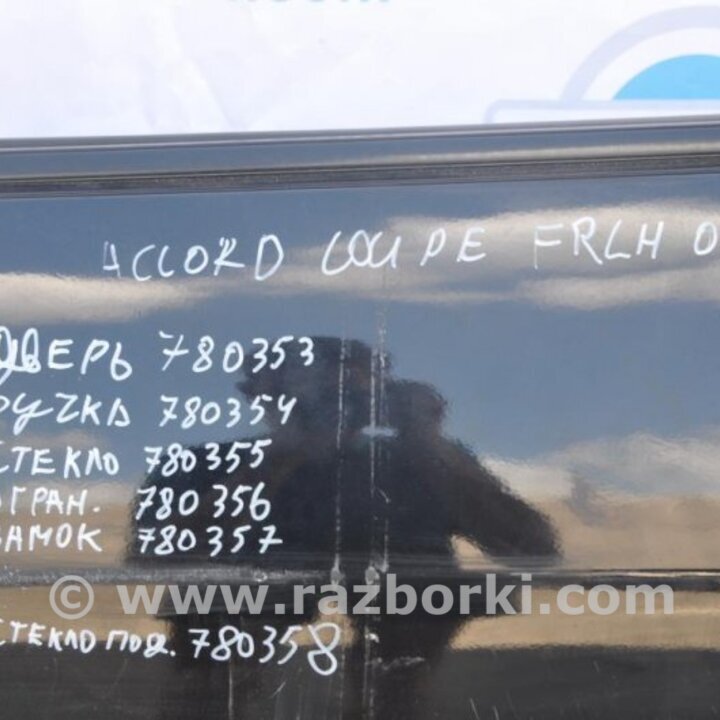 ACCORD COUPE FRLH 0
ДВЕРЬ 780353
РУЧКА 780354
СТЕКЛО 780355
ОГРАН. 780356
ЗАМОК 780357
© www.razborki.com
СТЕКЛО ПОД. 780358